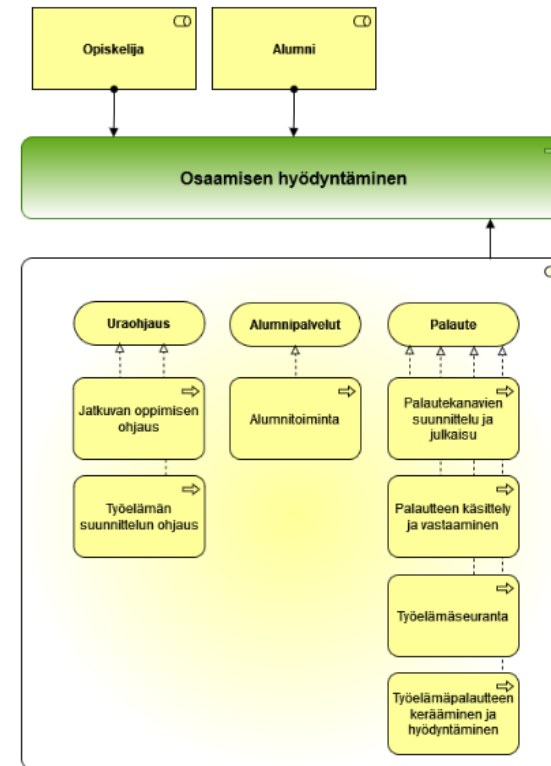 Opiskelija
Alumni
Osaamisen hyödyntäminen
Uraohjaus
Alumnipalvelut
Palaute
Jatkuvan oppimisen
ohjaus
Alumnitoiminta
Palautekanavien
suunnittelu ja
julkaisu
Työelämän
suunnittelun ohjaus
Palautteen käsittely
ja vastaaminen
Työelämäseuranta
Työelämäpalautteen
kerääminen ja
hyödyntäminen